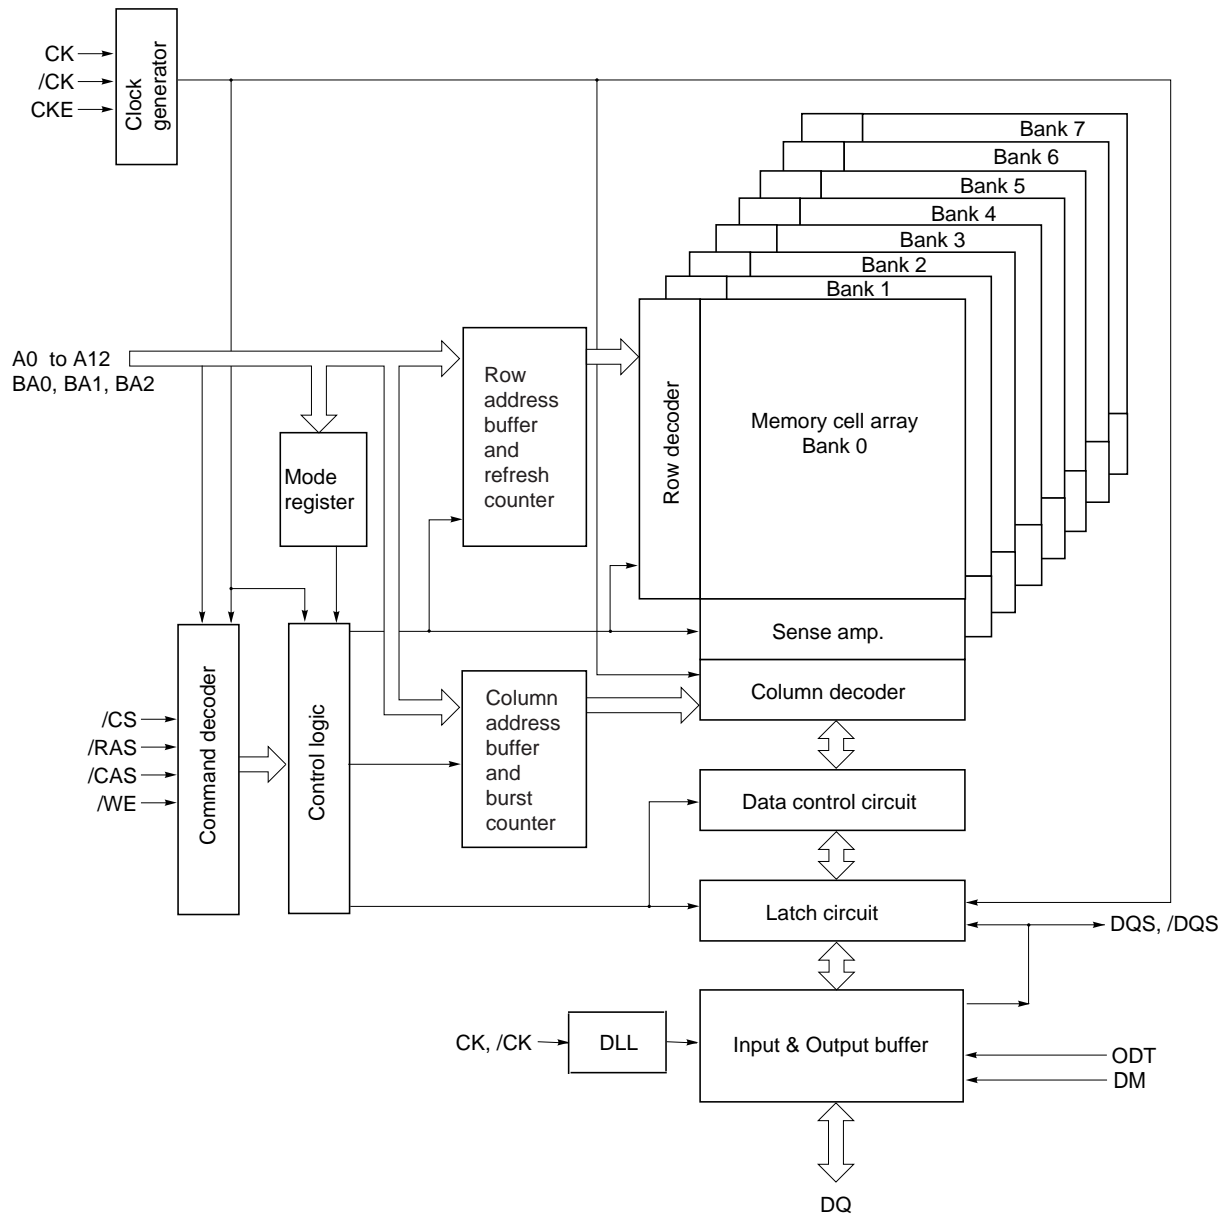 CK
/CK
CKE
Clock
generator
Bank 7
Bank 6
Bank 5
Bank 4
Bank 3
Bank 2
Bank 1
A0 to A12
BA0, BA1, BA2
Row
address
buffer
and
refresh
counter
Row decoder
Memory cell array
Bank 0
Mode
register
Sense amp.
Column decoder
/CS
/RAS
/CAS
/WE
Command decoder
Control logic
Column
address
buffer
and
burst
counter
Data control circuit
Latch circuit
DQS, /DQS
CK, /CK
DLL
Input & Output buffer
ODT
DM
DQ